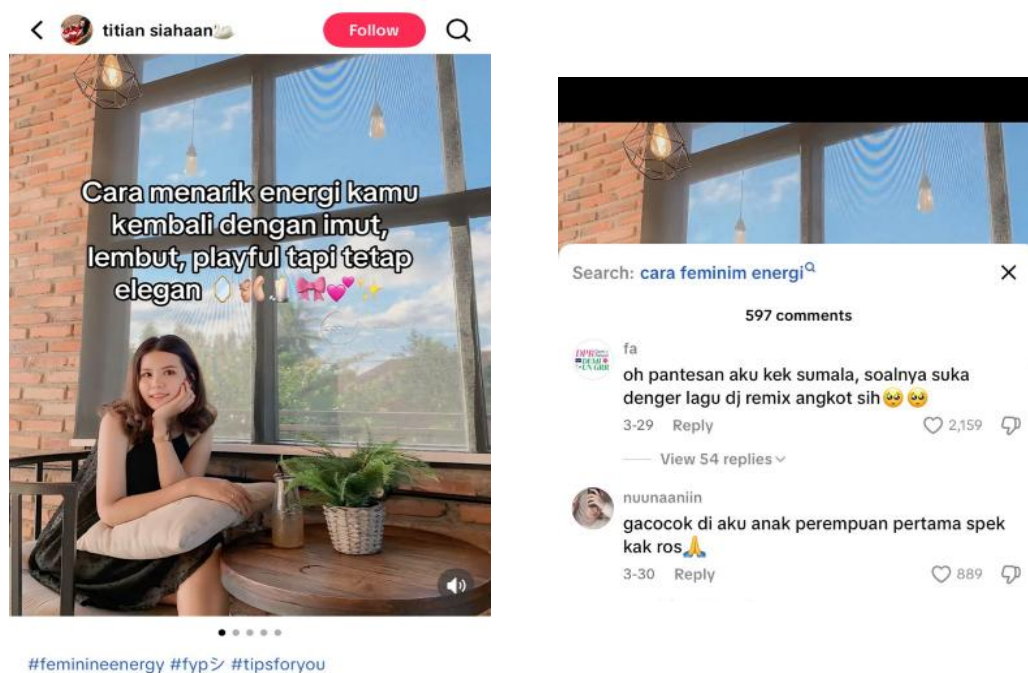 titian siahaan🦢
Follow
Cara menarik energi kamu
kembali dengan imut,
lembut, playful tapi tetap
elegan 🪞🩰🕯️🎀💕✨
#feminineenergy #fypシ #tipsforyou
Search: cara feminim energi
597 comments
fa
oh pantesan aku kek sumala, soalnya suka
denger lagu dj remix angkot sih🥺🥺
3-29 Reply 2,159
View 54 replies
nuunaaniin
gacocok di aku anak perempuan pertama spek
kak ros🙏
3-30 Reply 889